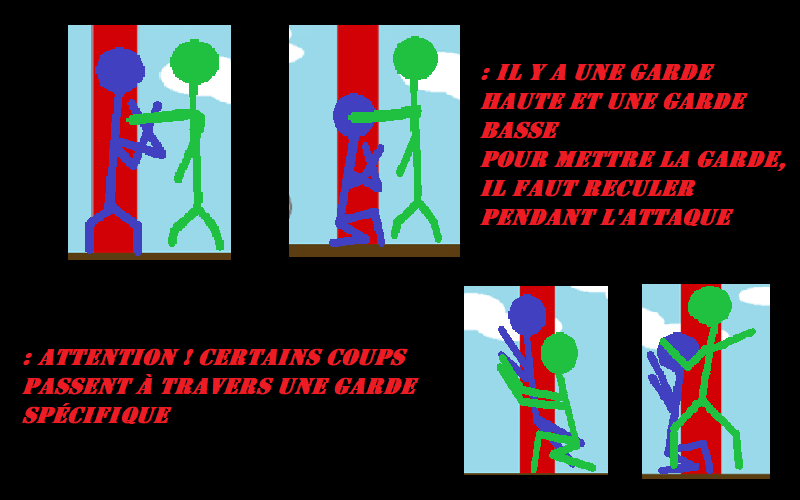 : IL Y A UNE GARDE
HAUTE ET UNE GARDE
BASSE
POUR METTRE LA GARDE,
IL FAUT RECULER
PENDANT L'ATTAQUE
: ATTENTION ! CERTAINS COUPS
PASSENT À TRAVERS UNE GARDE
SPÉCIFIQUE